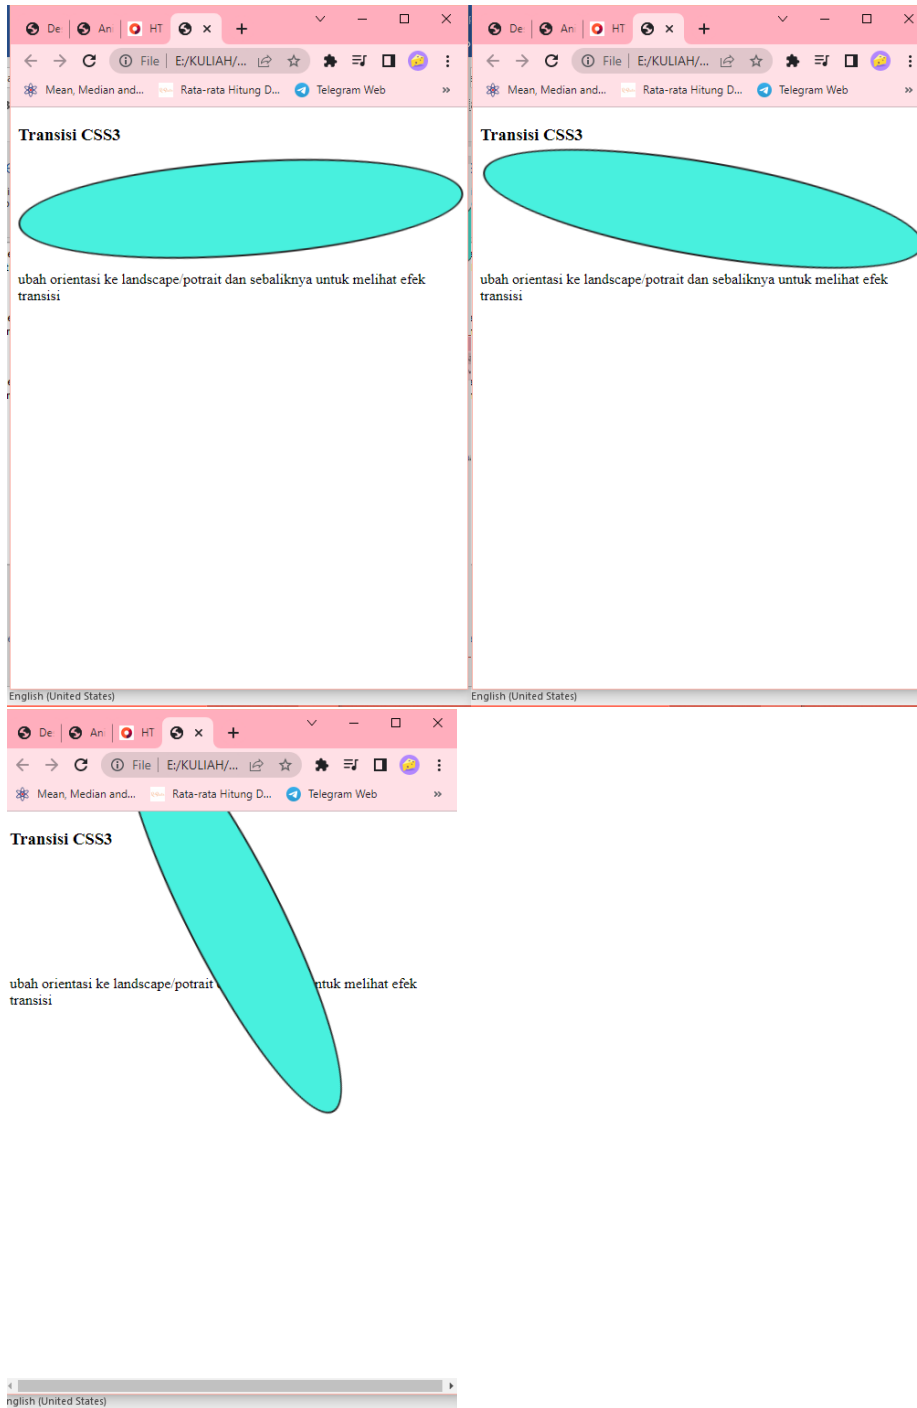 De
An
HT
File
E:/KULIAH/...
Mean, Median and...
Rata-rata Hitung D...
Telegram Web
»
Transisi CSS3
ubah orientasi ke landscape/potrait dan sebaliknya untuk melihat efek
transisi
English (United States)
De
An
HT
File
E:/KULIAH/...
Mean, Median and...
Rata-rata Hitung D...
Telegram Web
»
Transisi CSS3
ubah orientasi ke landscape/potrait dan sebaliknya untuk melihat efek
transisi
English (United States)
De
An
HT
File
E:/KULIAH/...
Mean, Median and...
Rata-rata Hitung D...
Telegram Web
»
Transisi CSS3
ubah orientasi ke landscape/potrait ntuk melihat efek
transisi
nglish (United States)